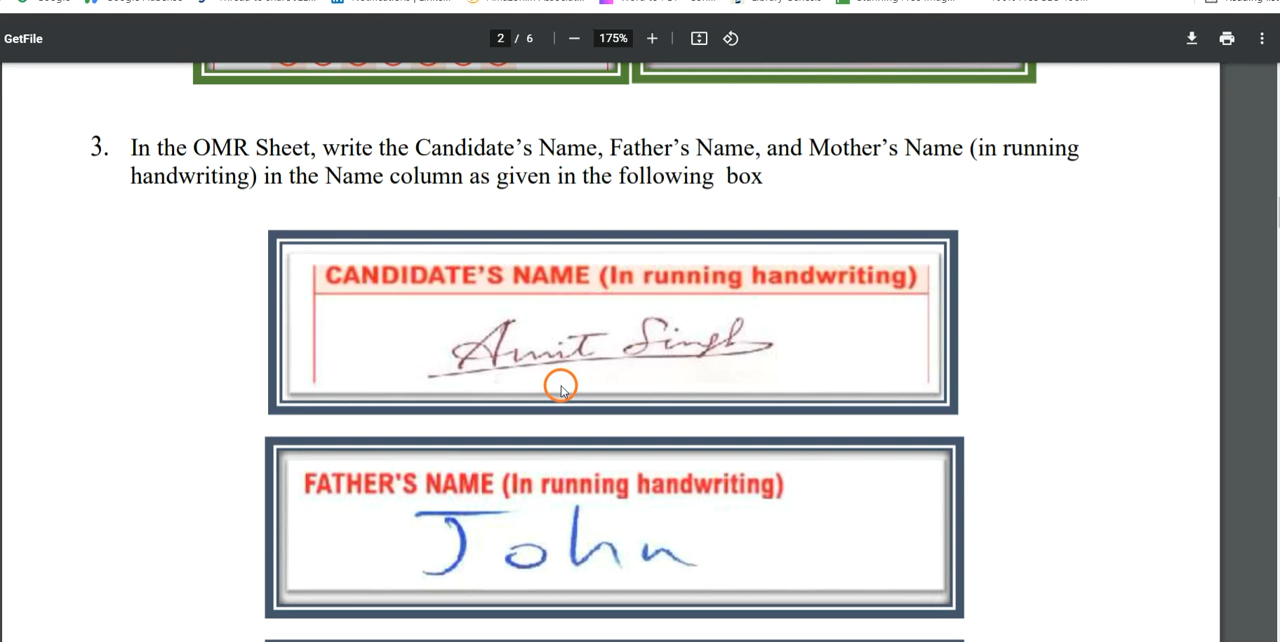 GetFile
2 / 6
175%
3. In the OMR Sheet, write the Candidate's Name, Father's Name, and Mother's Name (in running
handwriting) in the Name column as given in the following box
CANDIDATE'S NAME (In running handwriting)
Amit Singh
FATHER'S NAME (In running handwriting)
John